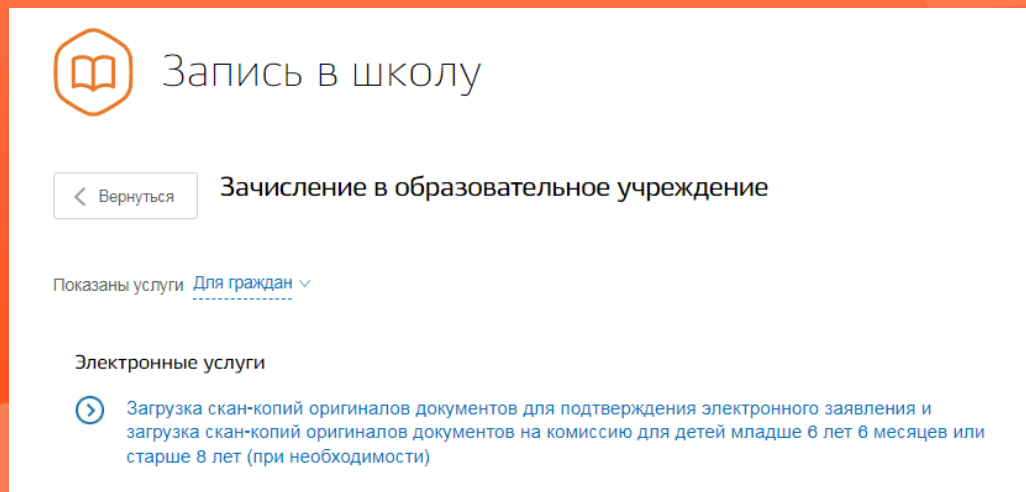 Запись в школу
Вернуться
Зачисление в образовательное учреждение
Показаны услуги Для граждан
Электронные услуги
Загрузка скан-копий оригиналов документов для подтверждения электронного заявления и
загрузка скан-копий оригиналов документов на комиссию для детей младше 6 лет 6 месяцев или
старше 8 лет (при необходимости)